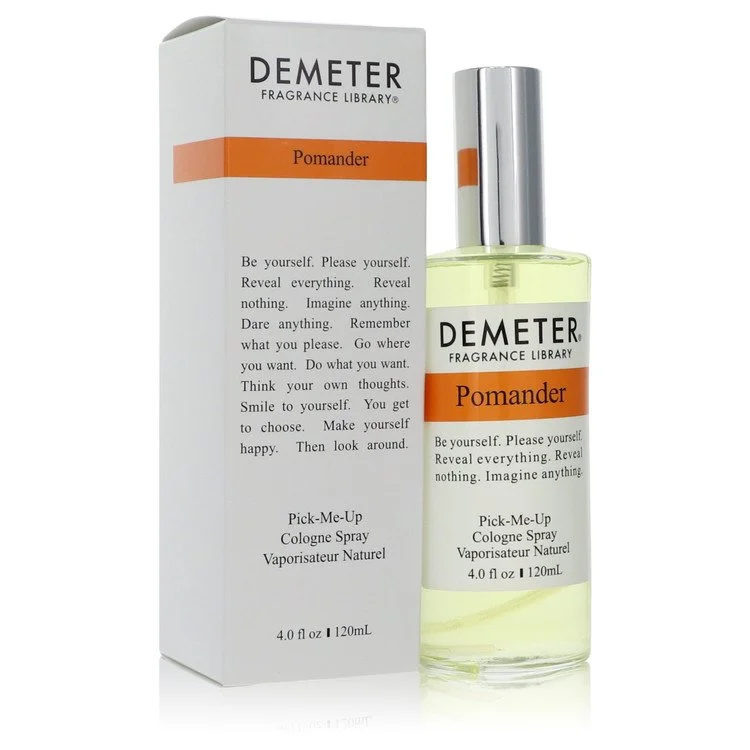 DEMETER
FRAGRANCE LIBRARY®
Pomander
Be yourself. Please yourself.
Reveal everything. Reveal
nothing. Imagine anything.
Dare anything. Remember
what you please. Go where
you want. Do what you want.
Think your own thoughts.
Smile to yourself. You get
to choose. Make yourself
happy. Then look around.
Pick-Me-Up
Cologne Spray
Vaporisateur Naturel
4.0 fl oz 120mL
DEMETER®
FRAGRANCE LIBRARY
Pomander
Be yourself. Please yourself.
Reveal everything. Reveal
nothing. Imagine anything.
Pick-Me-Up
Cologne Spray
Vaporisateur Naturel
4.0 fl oz 120mL